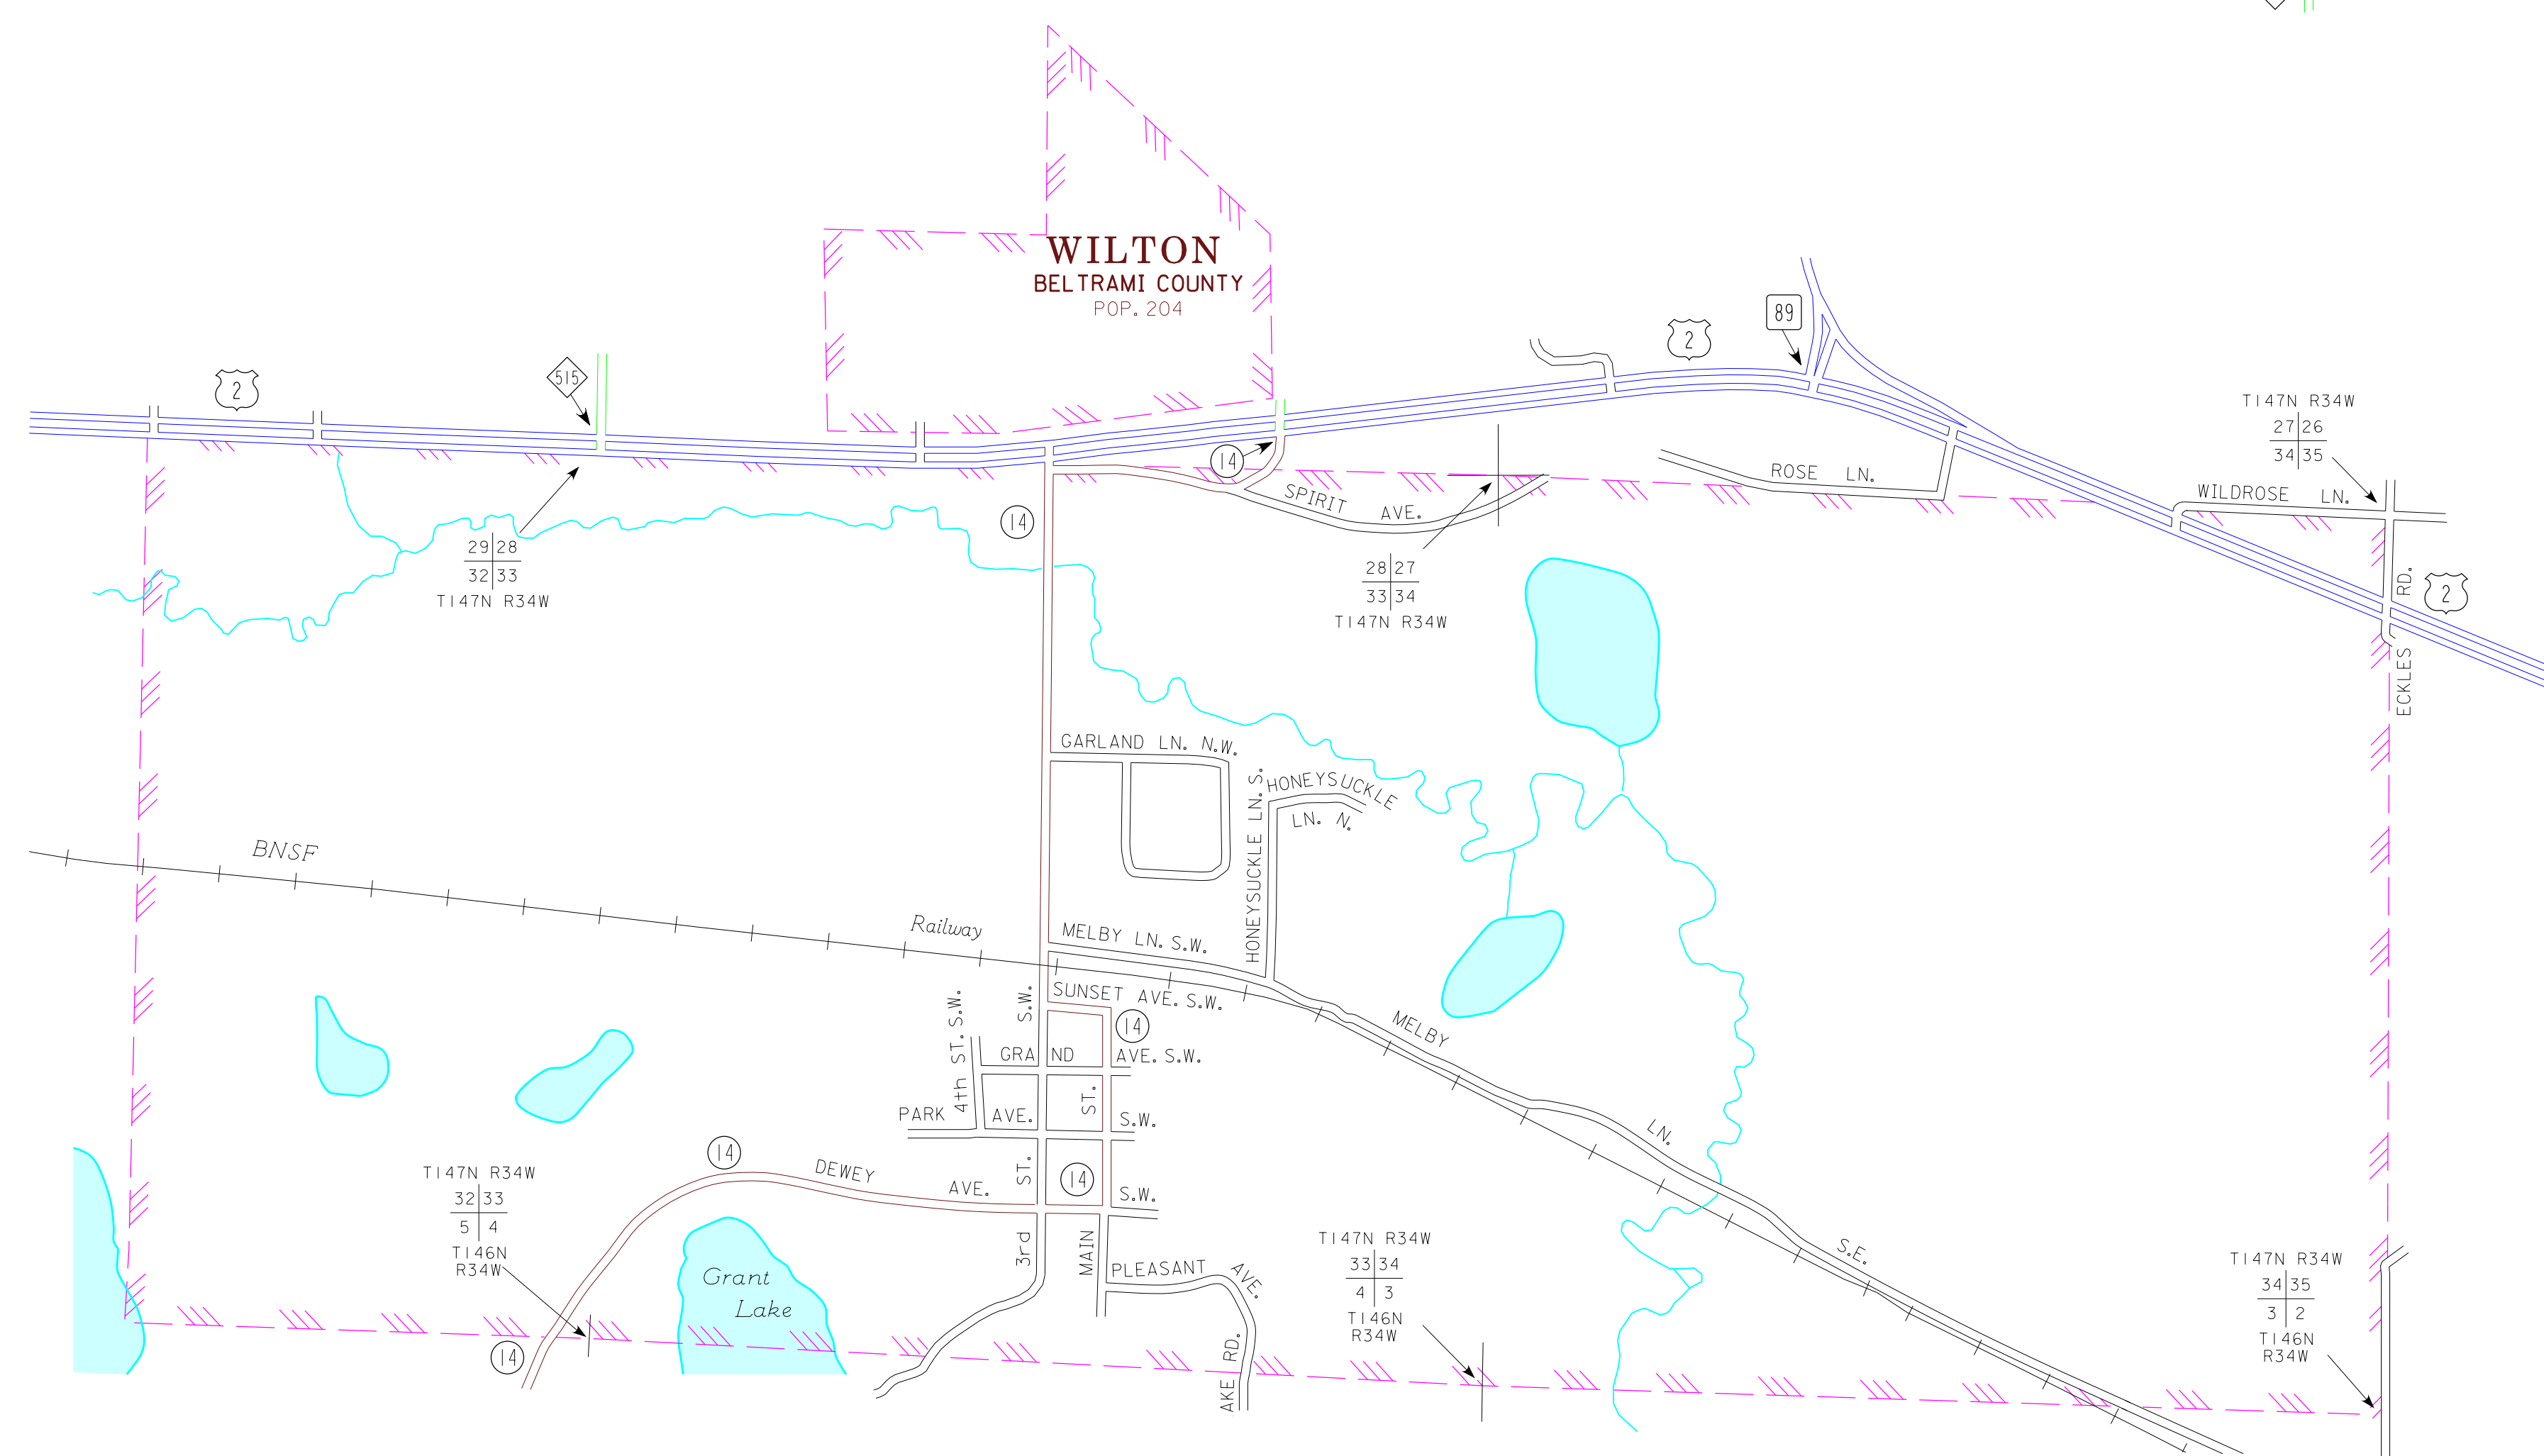 WILTON
BELTRAMI COUNTY
POP. 204
2
515
2
89
14
14
T147N R34W
27 26
34 35
ROSE LN.
WILDROSE LN.
SPIRIT AVE.
29 28
32 33
T147N R34W
28 27
33 34
T147N R34W
ECKLES RD.
2
GARLAND LN. N.W.
HONEYSUCKLE LN. N.
HONEYSUCKLE LN. S.
BNSF Railway
MELBY LN. S.W.
SUNSET AVE. S.W.
14
MELBY LN. S.E.
4th ST. S.W.
GRAND AVE. S.W.
PARK AVE. S.W.
3rd ST. S.W.
MAIN ST.
14
DEWEY AVE. S.W.
14
T147N R34W
32 33
5 4
T146N
R34W
14
Grant
Lake
PLEASANT AVE.
AKE RD.
T147N R34W
33 34
4 3
T146N
R34W
T147N R34W
34 35
3 2
T146N
R34W